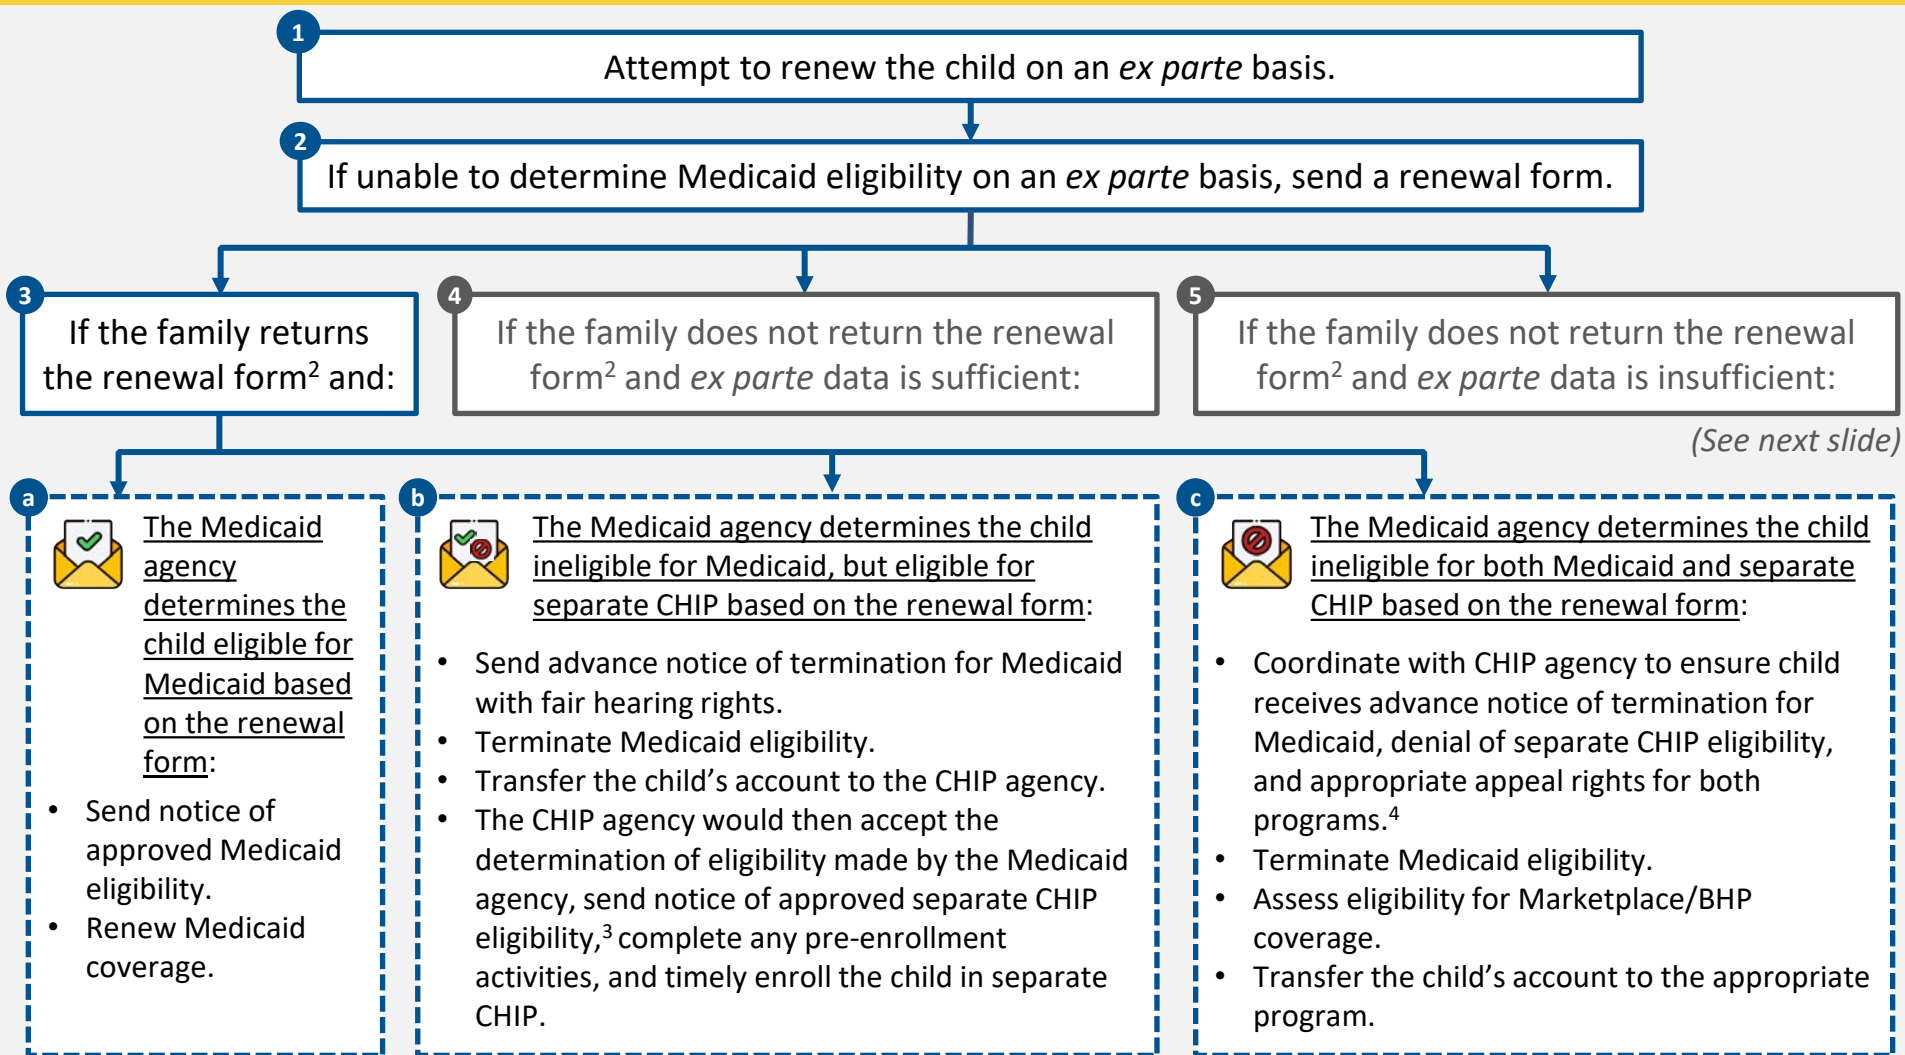 1
Attempt to renew the child on an ex parte basis.
2
If unable to determine Medicaid eligibility on an ex parte basis, send a renewal form.
3
If the family returns
the renewal form² and:
4
If the family does not return the renewal
form² and ex parte data is sufficient:
5
If the family does not return the renewal
form² and ex parte data is insufficient:
(See next slide)
a
The Medicaid
agency
determines the
child eligible for
Medicaid based
on the renewal
form:
• Send notice of
approved Medicaid
eligibility.
• Renew Medicaid
coverage.
b
The Medicaid agency determines the child
ineligible for Medicaid, but eligible for
separate CHIP based on the renewal form:
• Send advance notice of termination for Medicaid
with fair hearing rights.
• Terminate Medicaid eligibility.
• Transfer the child’s account to the CHIP agency.
• The CHIP agency would then accept the
determination of eligibility made by the Medicaid
agency, send notice of approved separate CHIP
eligibility,³ complete any pre-enrollment
activities, and timely enroll the child in separate
CHIP.
c
The Medicaid agency determines the child
ineligible for both Medicaid and separate
CHIP based on the renewal form:
• Coordinate with CHIP agency to ensure child
receives advance notice of termination for
Medicaid, denial of separate CHIP eligibility,
and appropriate appeal rights for both
programs.⁴
• Terminate Medicaid eligibility.
• Assess eligibility for Marketplace/BHP
coverage.
• Transfer the child’s account to the appropriate
program.